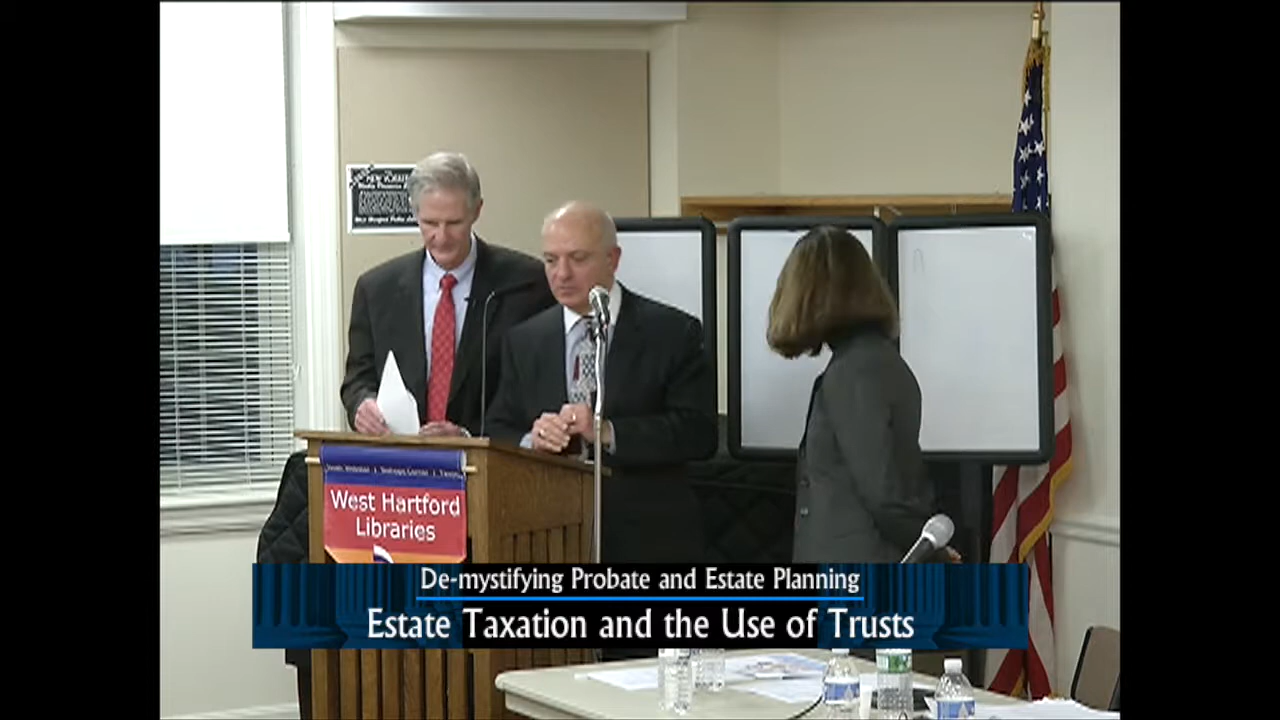 West Hartford
Libraries
De-mystifying Probate and Estate Planning
Estate Taxation and the Use of Trusts